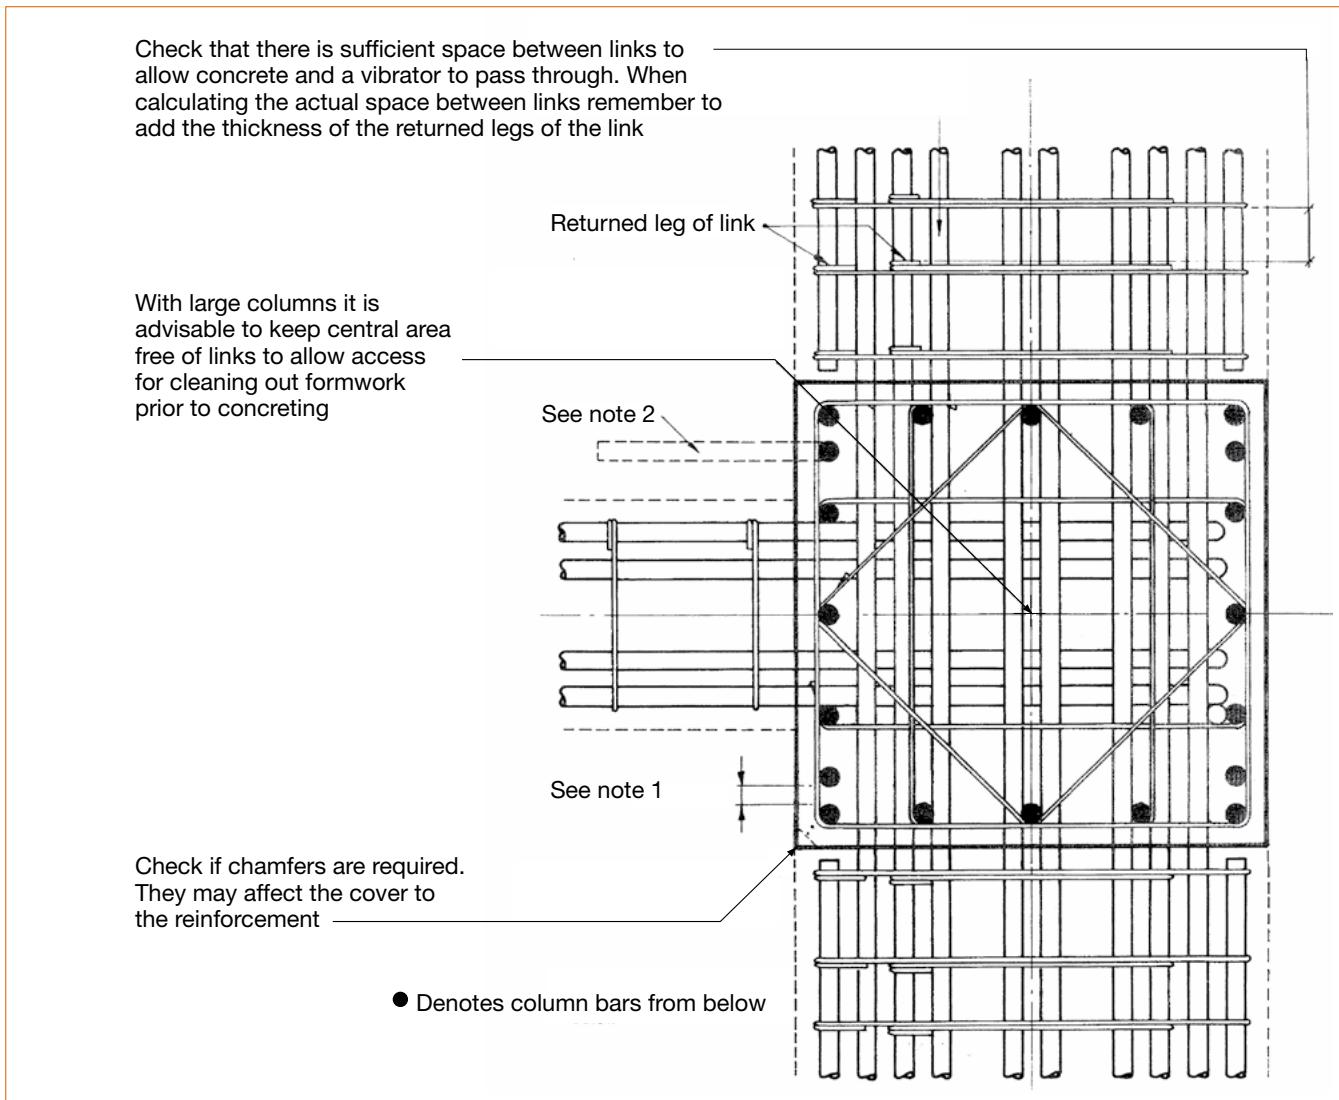 Check that there is sufficient space between links to
allow concrete and a vibrator to pass through. When
calculating the actual space between links remember to
add the thickness of the returned legs of the link
Returned leg of link
With large columns it is
advisable to keep central area
free of links to allow access
for cleaning out formwork
prior to concreting
See note 2
See note 1
Check if chamfers are required.
They may affect the cover to
the reinforcement
Denotes column bars from below